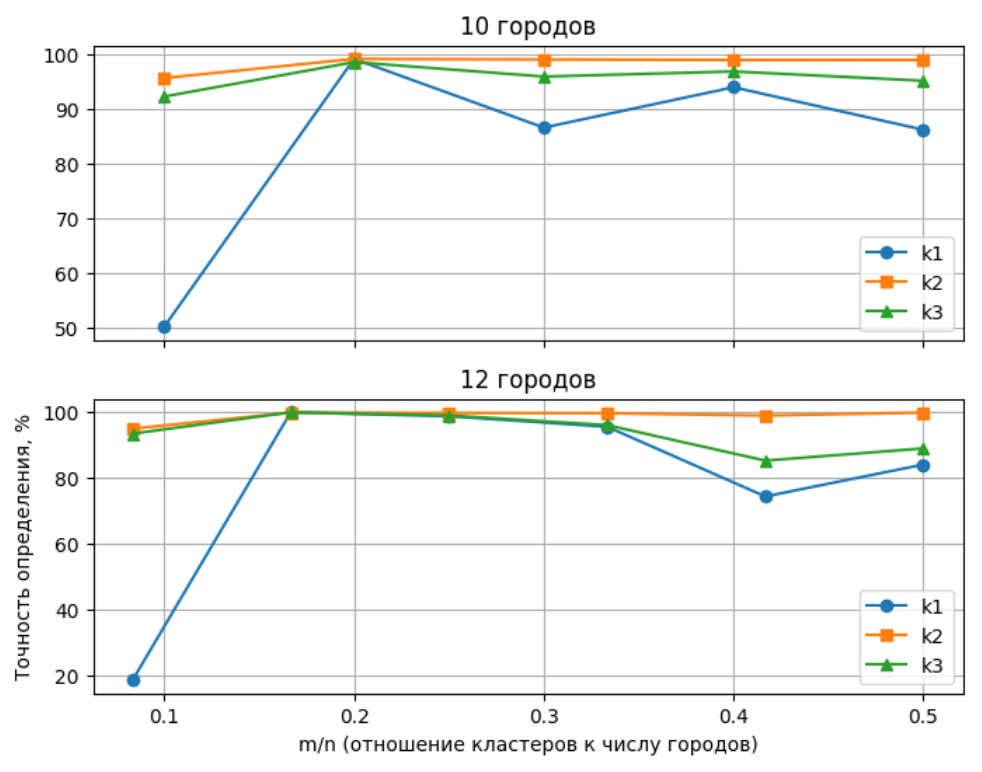 10 городов
100
90
80
70
60
50
k1
k2
k3
12 городов
100
80
60
40
20
Точность определения, %
k1
k2
k3
0.1 0.2 0.3 0.4 0.5
m/n (отношение кластеров к числу городов)